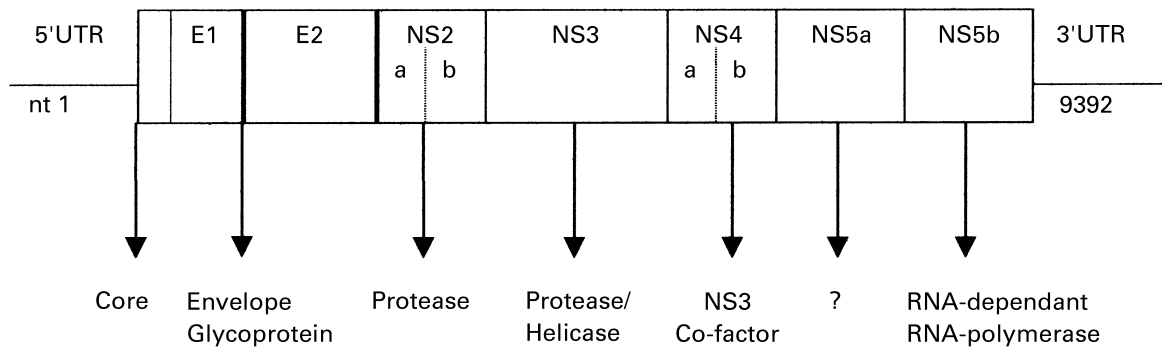 5'UTR E1 E2 NS2 NS3 NS4 NS5a NS5b 3'UTR
a b a b
nt 1 9392
Core Envelope Protease Protease/ NS3 ? RNA-dependant
Glycoprotein Helicase Co-factor RNA-polymerase